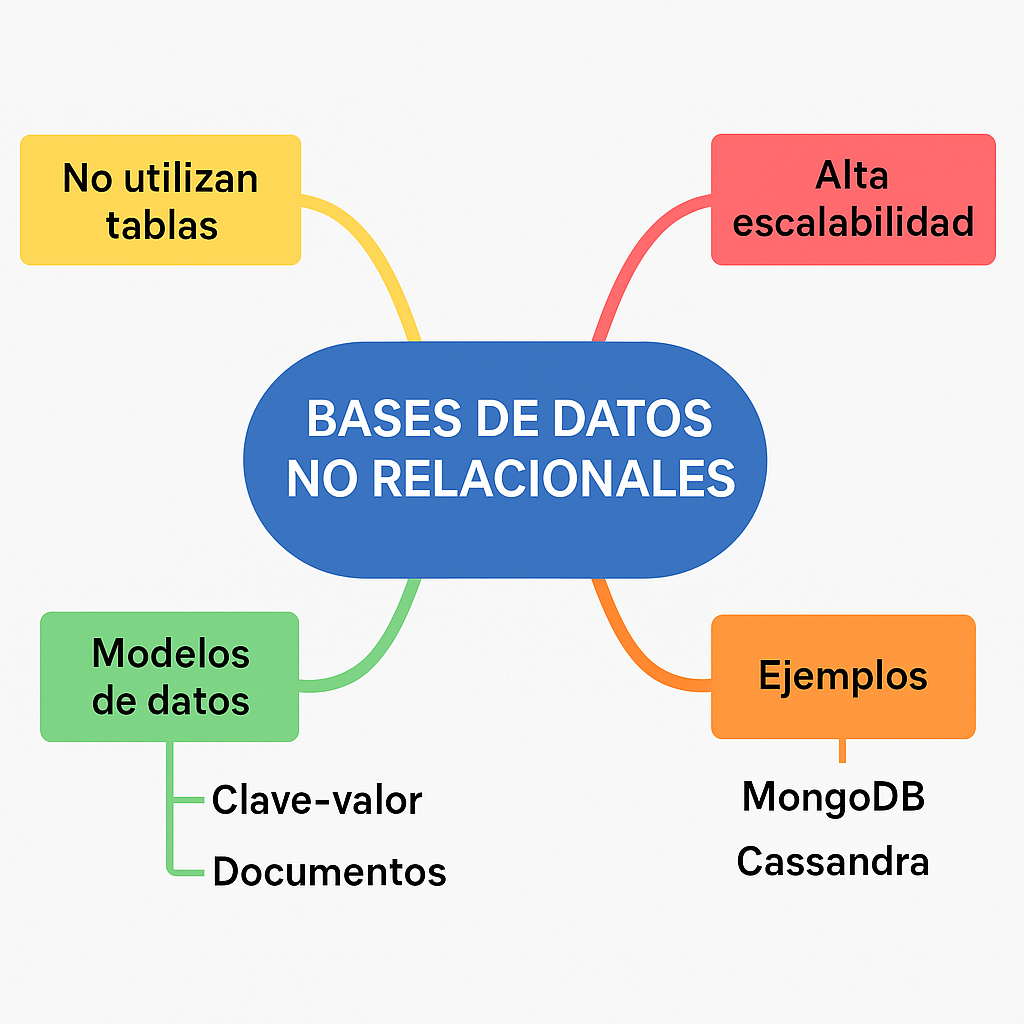 No utilizan
tablas
Alta
escalabilidad
BASES DE DATOS
NO RELACIONALES
Modelos
de datos
Clave-valor
Documentos
Ejemplos
MongoDB
Cassandra